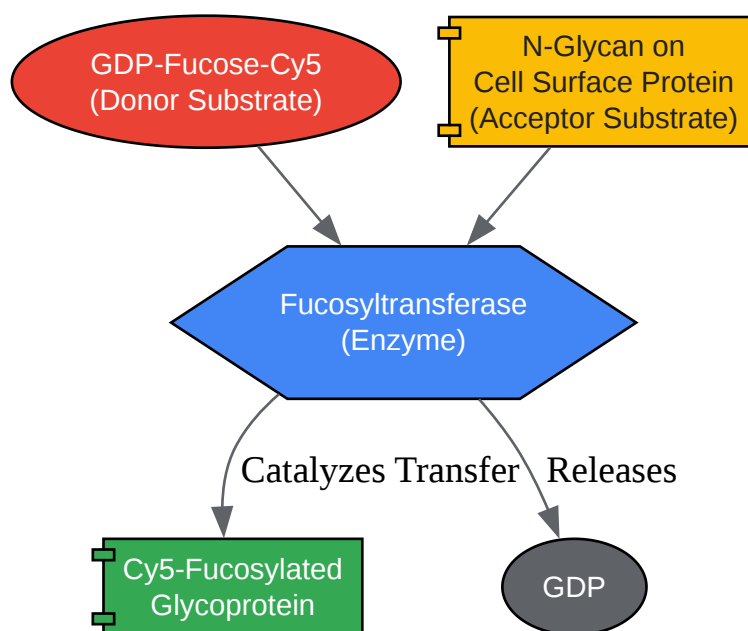 GDP-Fucose-Cy5
(Donor Substrate)
N-Glycan on
Cell Surface Protein
(Acceptor Substrate)
Fucosyltransferase
(Enzyme)
Catalyzes Transfer
Releases
Cy5-Fucosylated
Glycoprotein
GDP